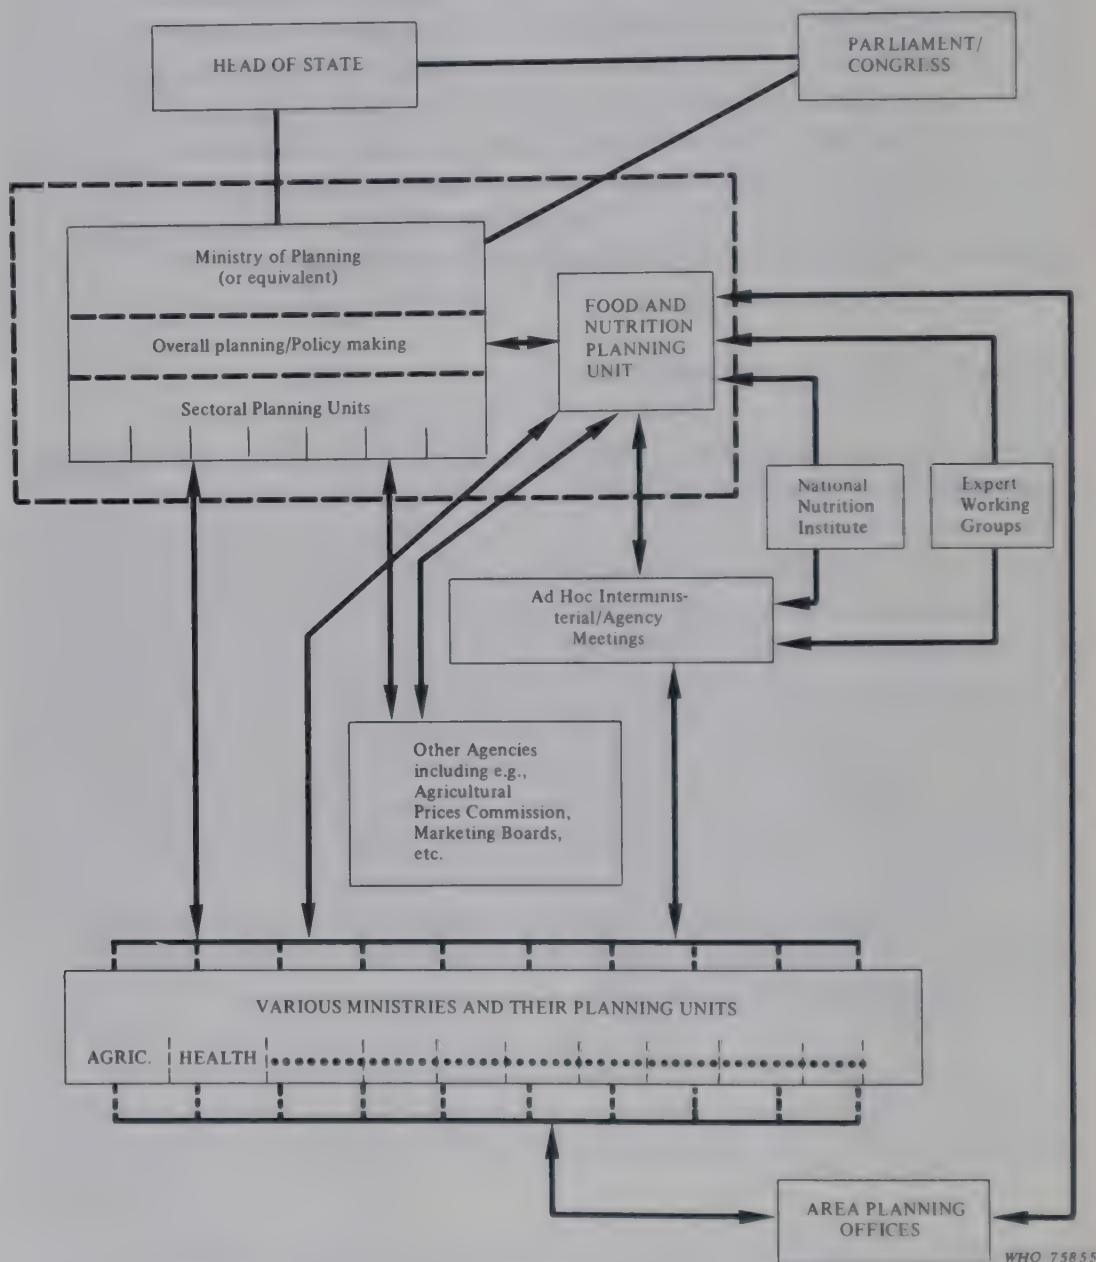 HEAD OF STATE
PARLIAMENT/
CONGRESS
Ministry of Planning
(or equivalent)
Overall planning/Policy making
Sectoral Planning Units
FOOD AND
NUTRITION
PLANNING
UNIT
National
Nutrition
Institute
Expert
Working
Groups
Ad Hoc Interminis-
terial/Agency
Meetings
Other Agencies
including e.g.,
Agricultural
Prices Commission,
Marketing Boards,
etc.
VARIOUS MINISTRIES AND THEIR PLANNING UNITS
AGRIC.
HEALTH
AREA PLANNING
OFFICES
WHO 75855